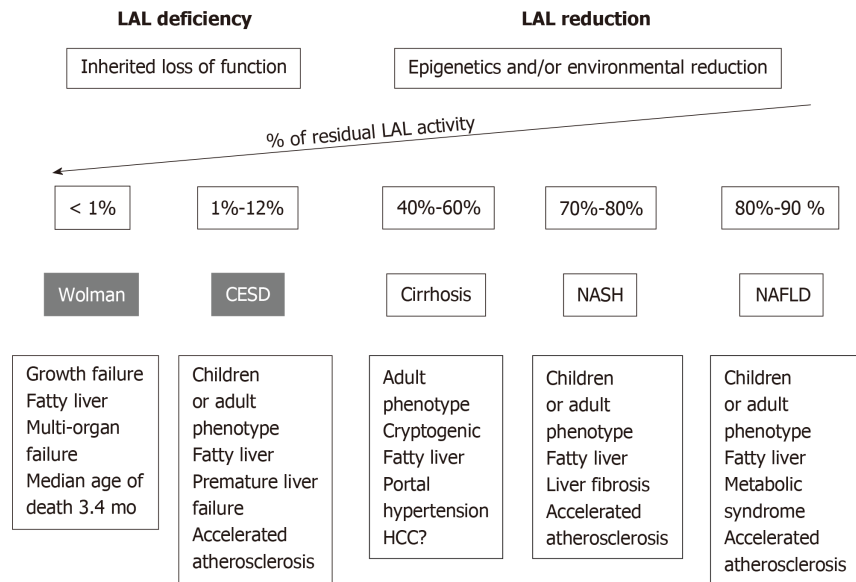 LAL deficiency
LAL reduction
Inherited loss of function
Epigenetics and/or environmental reduction
% of residual LAL activity
< 1%
1%-12%
40%-60%
70%-80%
80%-90 %
Wolman
CESD
Cirrhosis
NASH
NAFLD
Growth failure
Fatty liver
Multi-organ
failure
Median age of
death 3.4 mo
Children
or adult
phenotype
Fatty liver
Premature liver
failure
Accelerated
atherosclerosis
Adult
phenotype
Cryptogenic
Fatty liver
Portal
hypertension
HCC?
Children
or adult
phenotype
Fatty liver
Liver fibrosis
Accelerated
atherosclerosis
Children
or adult
phenotype
Fatty liver
Metabolic
syndrome
Accelerated
atherosclerosis